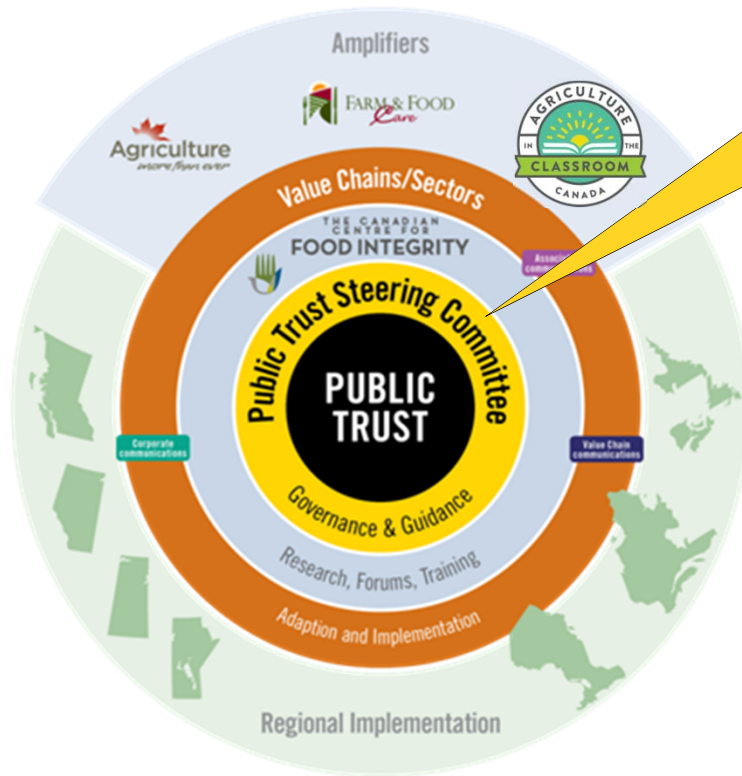 Amplifiers
Agriculture
more than ever
FARM & FOOD
Care
AGRICULTURE
IN THE
CLASSROOM
CANADA
Value Chains/Sectors
THE CANADIAN
CENTRE FOR
FOOD INTEGRITY
Public Trust Steering Committee
PUBLIC
TRUST
Corporate
communications
Value Chain
communications
Governance & Guidance
Research, Forums, Training
Adaption and Implementation
Regional Implementation